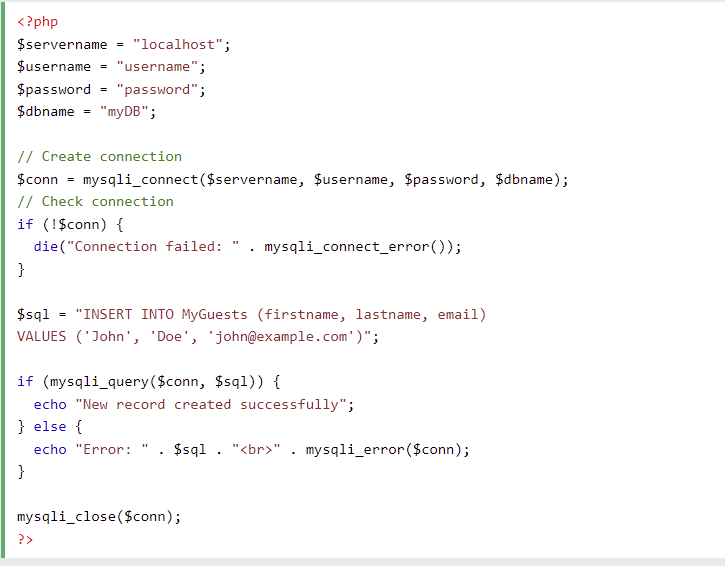 <?php
$servername = "localhost";
$username = "username";
$password = "password";
$dbname = "myDB";

// Create connection
$conn = mysqli_connect($servername, $username, $password, $dbname);
// Check connection
if (!$conn) {
  die("Connection failed: " . mysqli_connect_error());
}

$sql = "INSERT INTO MyGuests (firstname, lastname, email)
VALUES ('John', 'Doe', 'john@example.com')";

if (mysqli_query($conn, $sql)) {
  echo "New record created successfully";
} else {
  echo "Error: " . $sql . "<br>" . mysqli_error($conn);
}

mysqli_close($conn);
?>